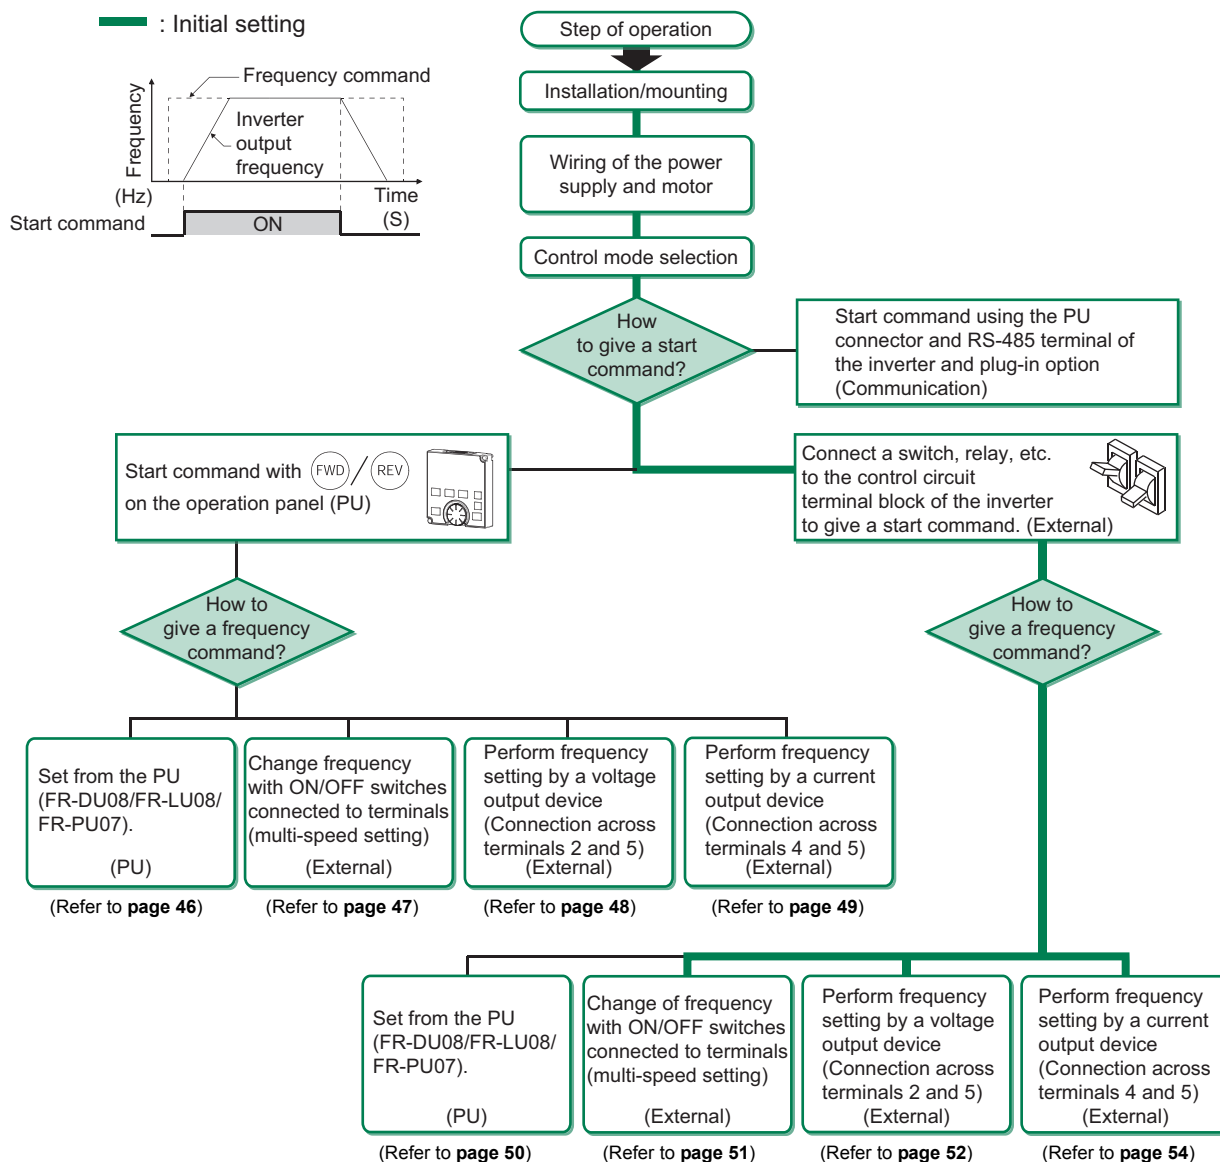 : Initial setting
Frequency command
Frequency
Inverter
output
frequency
(Hz)
Time
(S)
Start command
ON
Step of operation
Installation/mounting
Wiring of the power
supply and motor
Control mode selection
How
to give a start
command?
Start command using the PU
connector and RS-485 terminal of
the inverter and plug-in option
(Communication)
Start command with FWD / REV
on the operation panel (PU)
Connect a switch, relay, etc.
to the control circuit
terminal block of the inverter
to give a start command. (External)
How to
give a frequency
command?
How to
give a frequency
command?
Set from the PU
(FR-DU08/FR-LU08/
FR-PU07).
(PU)
(Refer to page 46)
Change frequency
with ON/OFF switches
connected to terminals
(multi-speed setting)
(External)
(Refer to page 47)
Perform frequency
setting by a voltage
output device
(Connection across
terminals 2 and 5)
(External)
(Refer to page 48)
Perform frequency
setting by a current
output device
(Connection across
terminals 4 and 5)
(External)
(Refer to page 49)
Set from the PU
(FR-DU08/FR-LU08/
FR-PU07).
(PU)
(Refer to page 50)
Change of frequency
with ON/OFF switches
connected to terminals
(multi-speed setting)
(External)
(Refer to page 51)
Perform frequency
setting by a voltage
output device
(Connection across
terminals 2 and 5)
(External)
(Refer to page 52)
Perform frequency
setting by a current
output device
(Connection across
terminals 4 and 5)
(External)
(Refer to page 54)